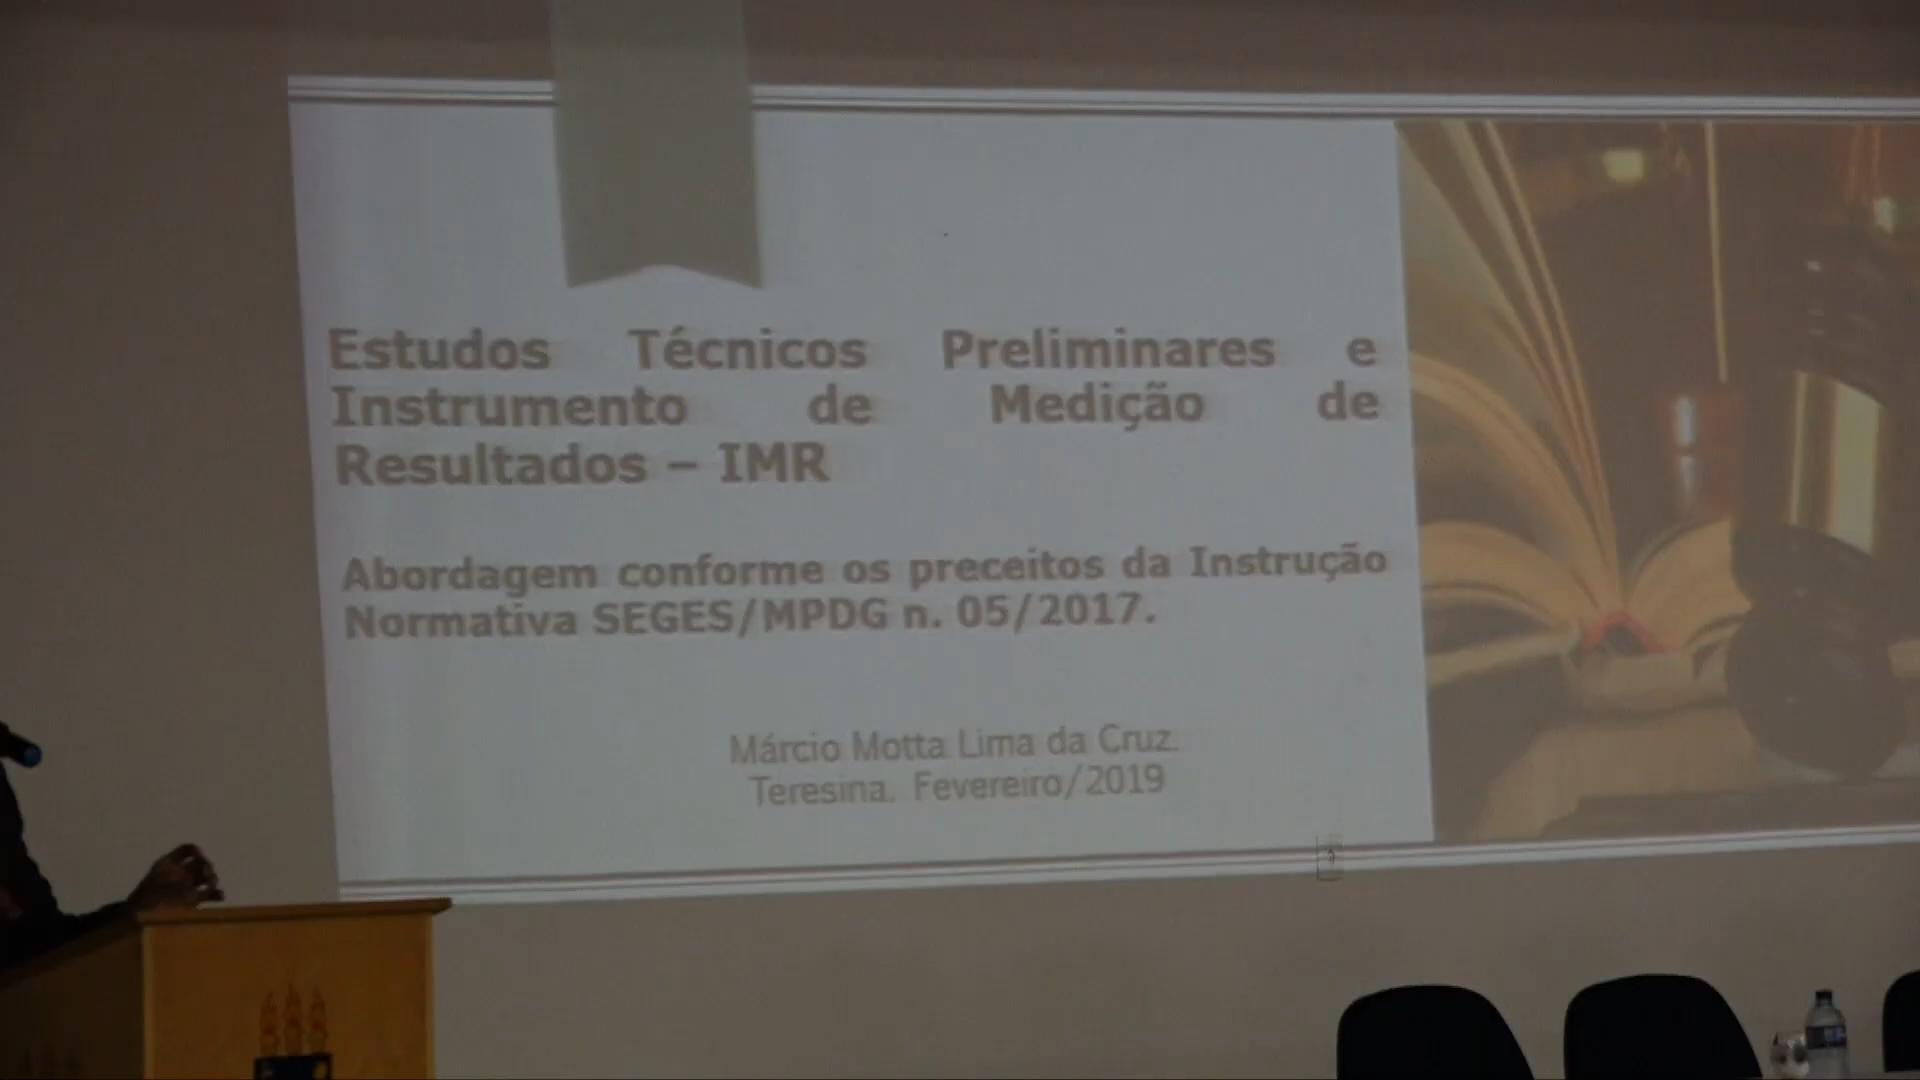 Estudos Técnicos Preliminares e
Instrumento de Medição de
Resultados – IMR
Abordagem conforme os preceitos da Instrução
Normativa SEGES/MPDG n. 05/2017.
Márcio Motta Lima da Cruz.
Teresina. Fevereiro/2019